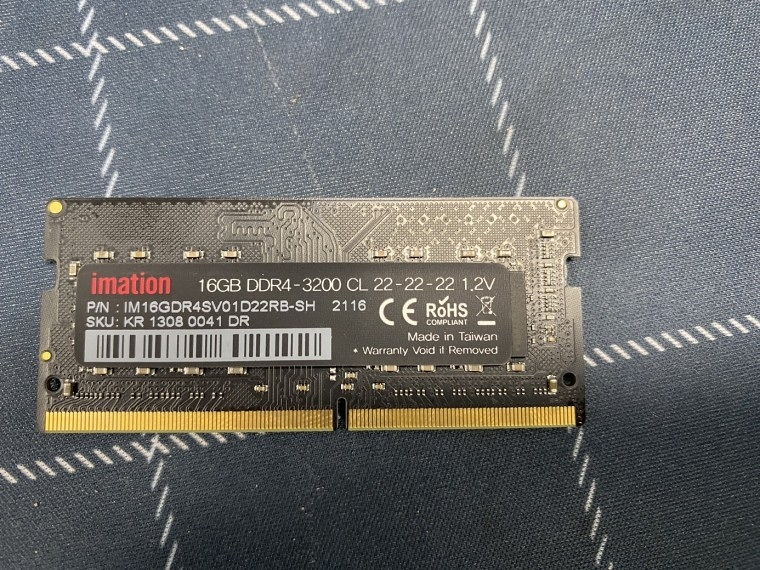 imation 16GB DDR4-3200 CL 22-22-22 1.2V
P/N : IM16GDR4SV01D22RB-SH 2116
SKU: KR 1308 0041 DR
CE RoHS
COMPLIANT
Made in Taiwan
* Warranty Void if Removed